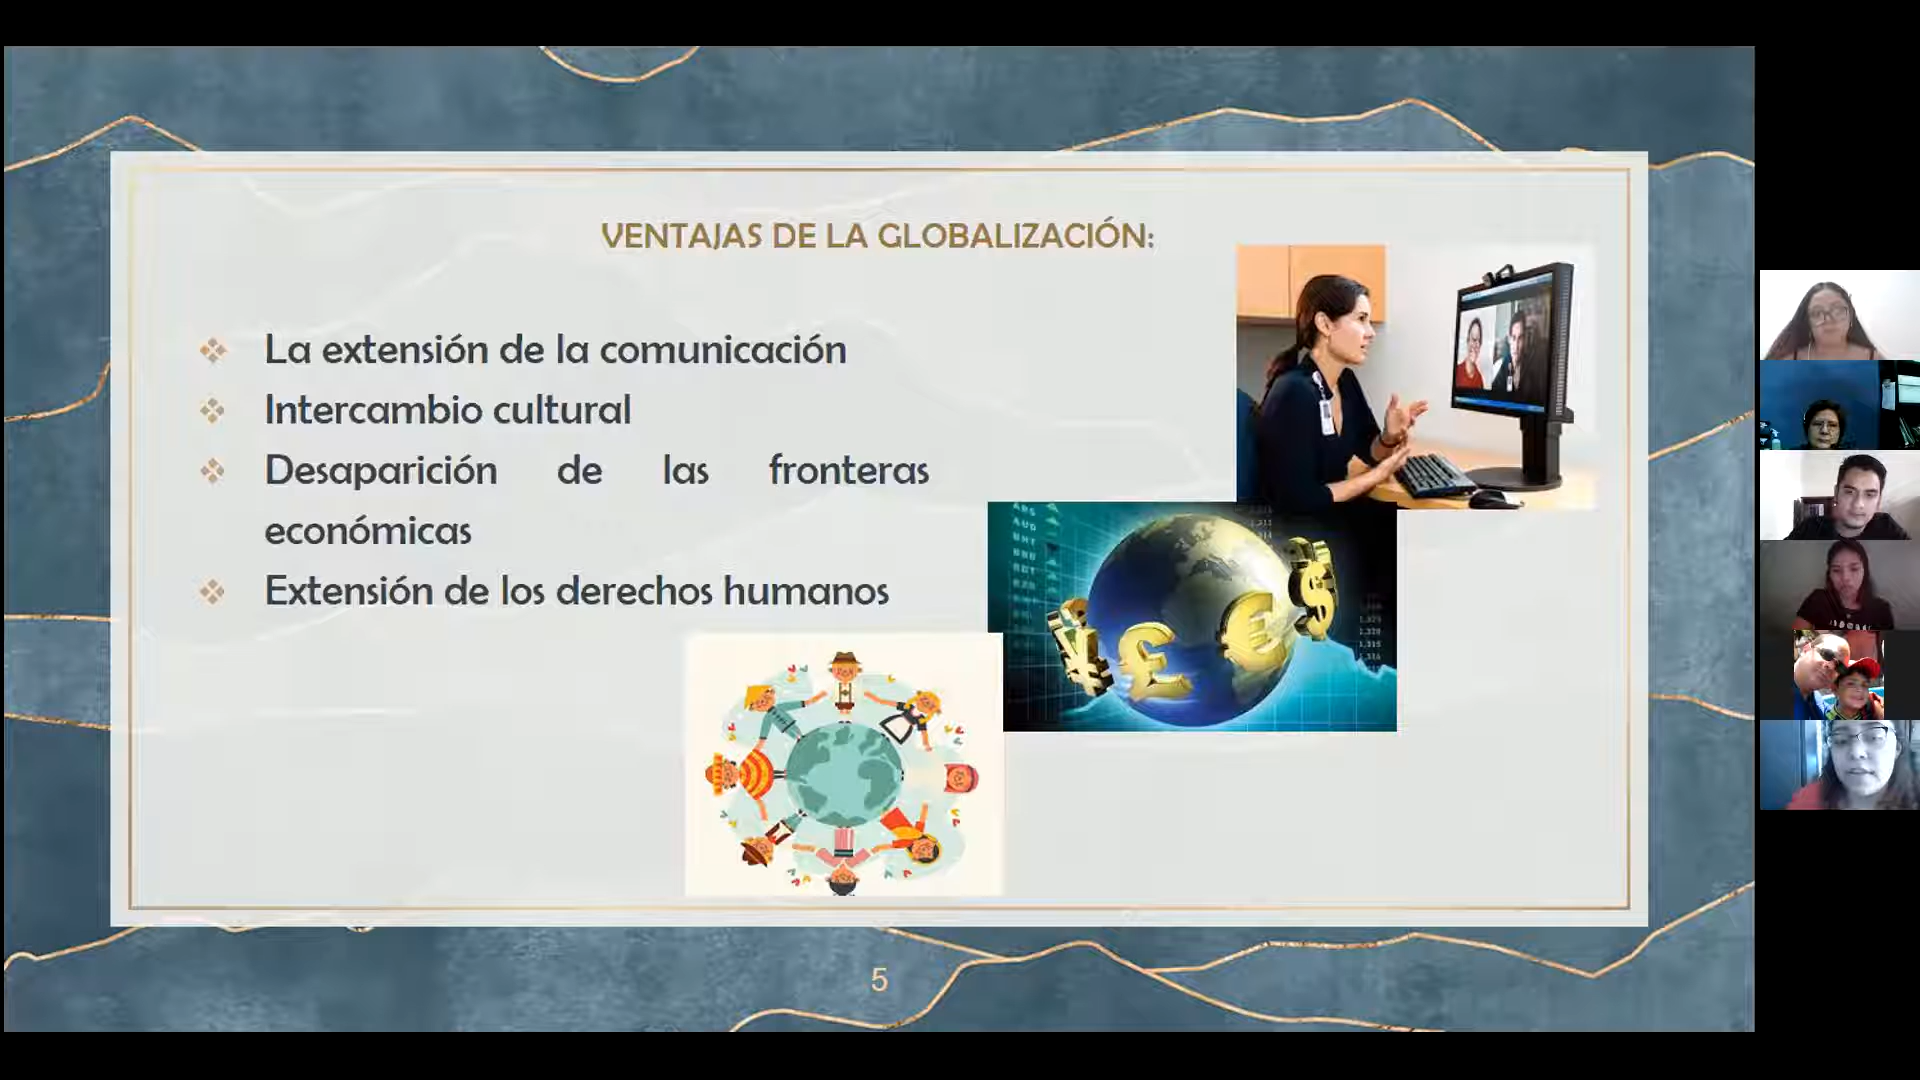 VENTAJAS DE LA GLOBALIZACIÓN:
La extensión de la comunicación
Intercambio cultural
Desaparición de las fronteras
económicas
Extensión de los derechos humanos
5